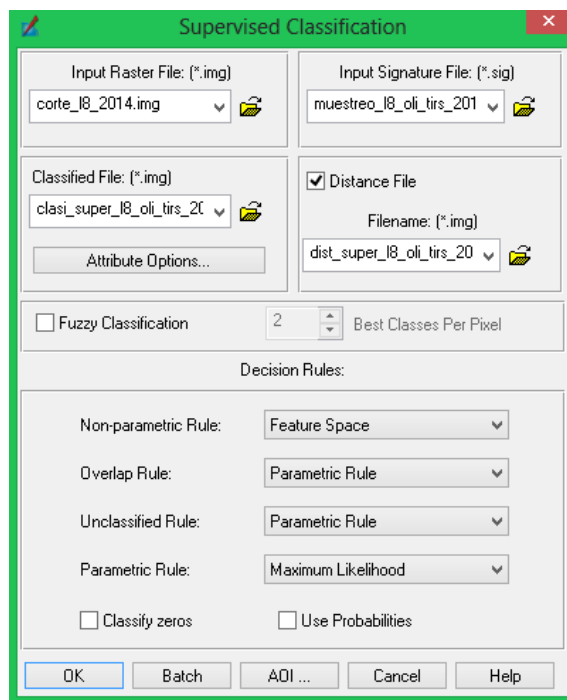 Supervised Classification
Input Raster File: (*.img)
corte_l8_2014.img
Input Signature File: (*.sig)
muestreo_l8_oli_tirs_201
Classified File: (*.img)
clasi_super_l8_oli_tirs_20
Attribute Options...
Distance File
Filename: (*.img)
dist_super_l8_oli_tirs_20
Fuzzy Classification
2
Best Classes Per Pixel
Decision Rules:
Non-parametric Rule:
Feature Space
Overlap Rule:
Parametric Rule
Unclassified Rule:
Parametric Rule
Parametric Rule:
Maximum Likelihood
Classify zeros
Use Probabilities
OK
Batch
AOI ...
Cancel
Help